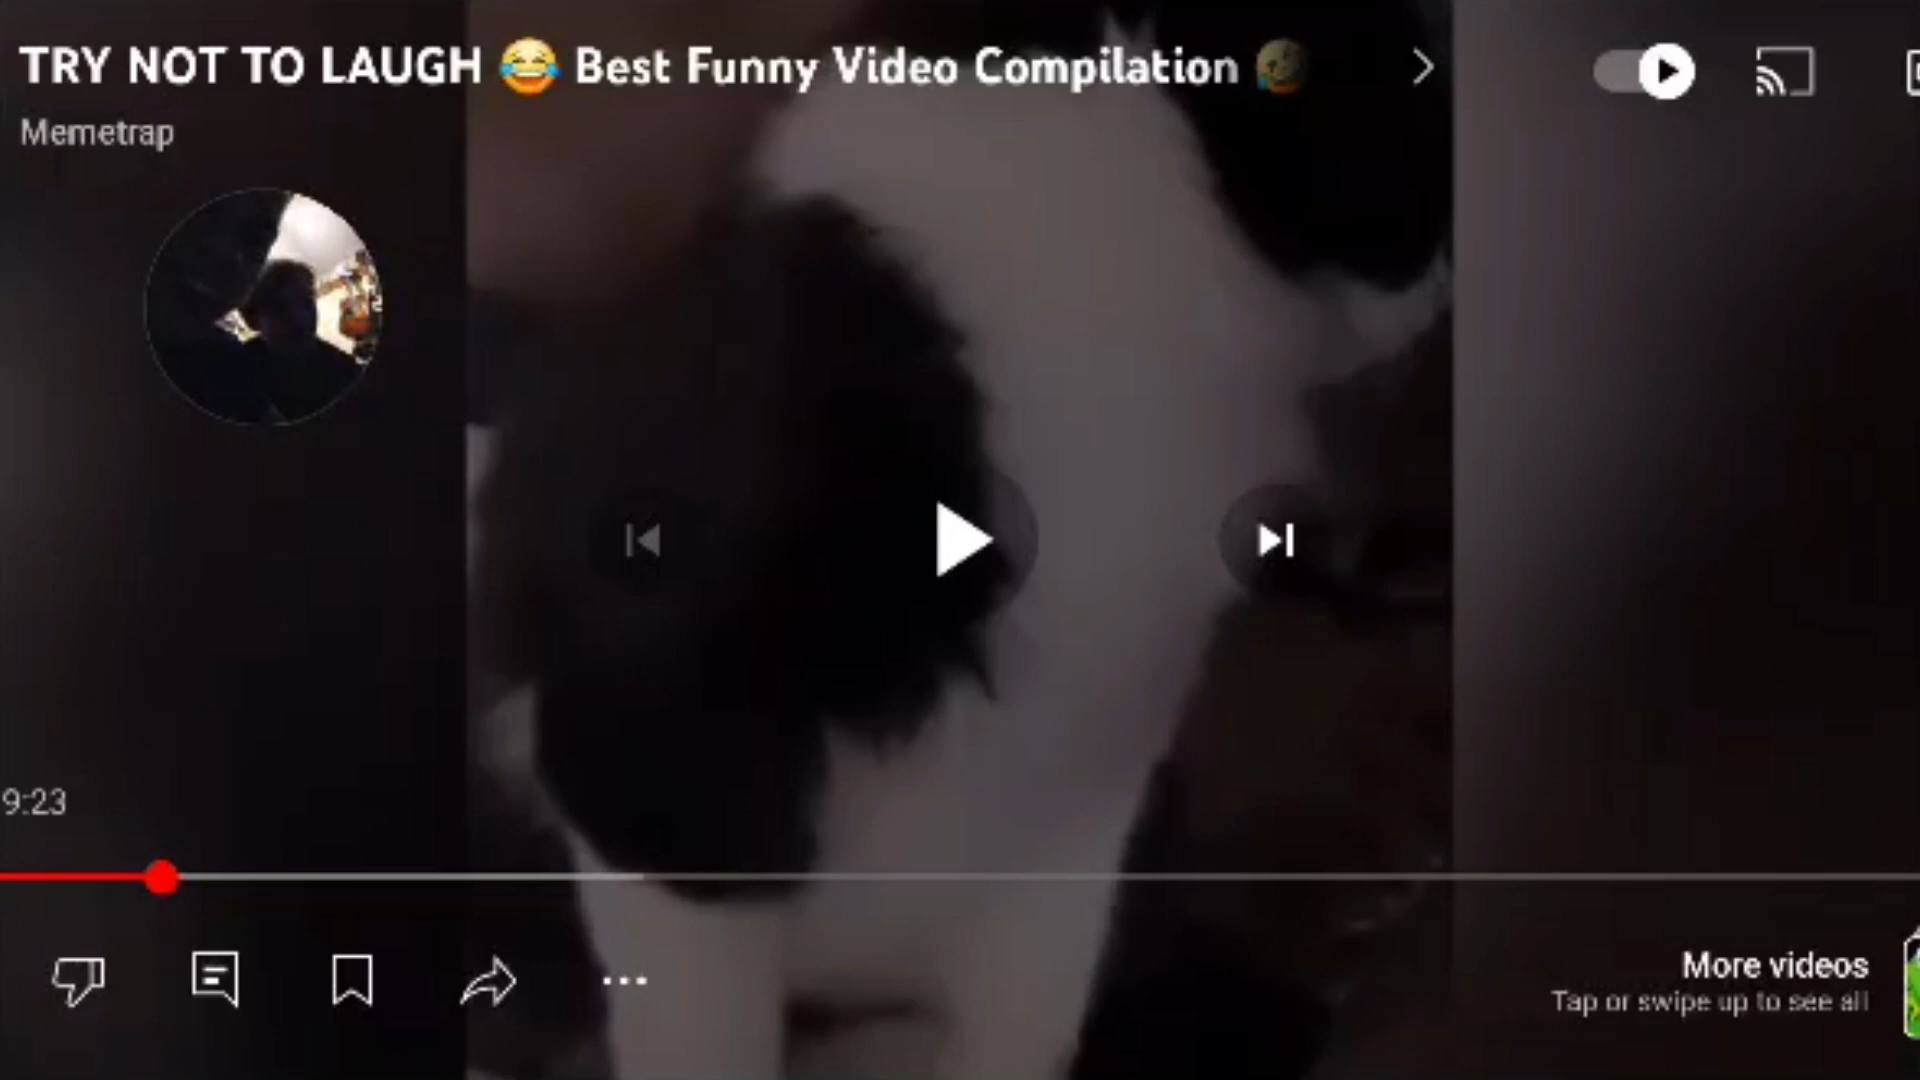 TRY NOT TO LAUGH 😂 Best Funny Video Compilation 🤣
Memetrap
9:23
More videos
Tap or swipe up to see all